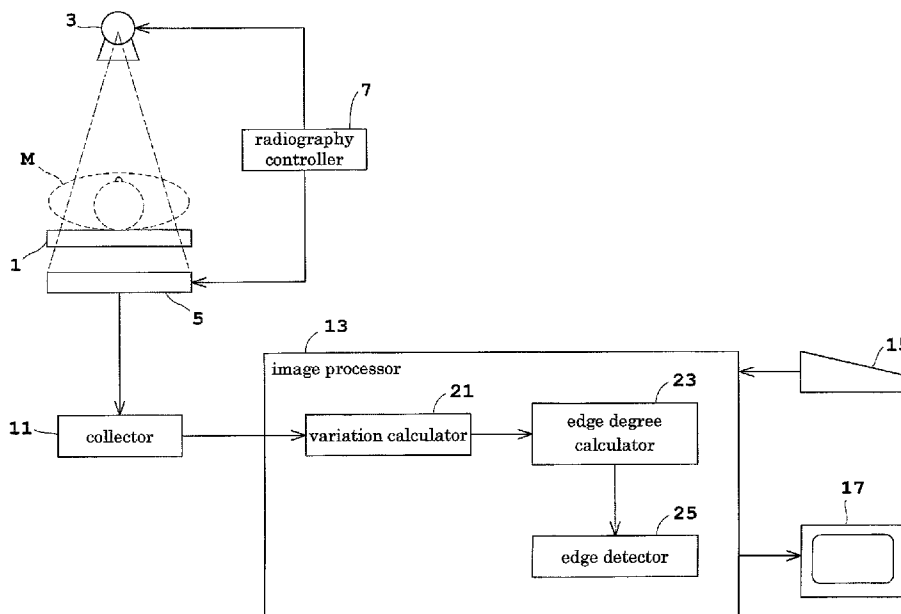 3
7
radiography
controller
M
1
5
13
15
image processor
21
23
11
collector
variation calculator
edge degree
calculator
17
25
edge detector